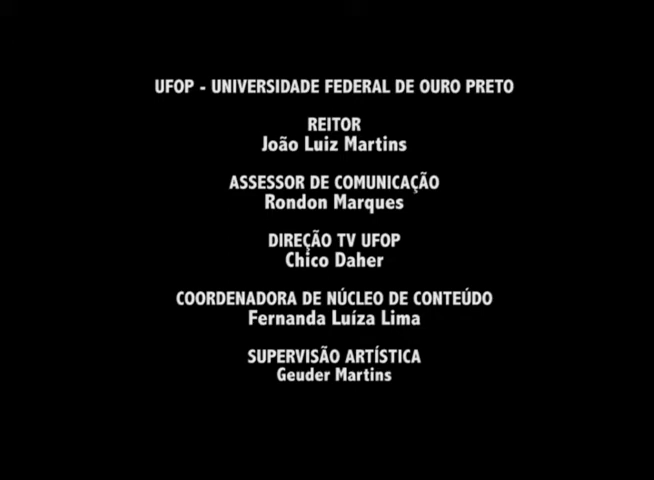 UFOP - UNIVERSIDADE FEDERAL DE OURO PRETO
REITOR
João Luiz Martins
ASSESSOR DE COMUNICAÇÃO
Rondon Marques
DIREÇÃO TV UFOP
Chico Daher
COORDENADORA DE NÚCLEO DE CONTEÚDO
Fernanda Luíza Lima
SUPERVISÃO ARTÍSTICA
Geuder Martins